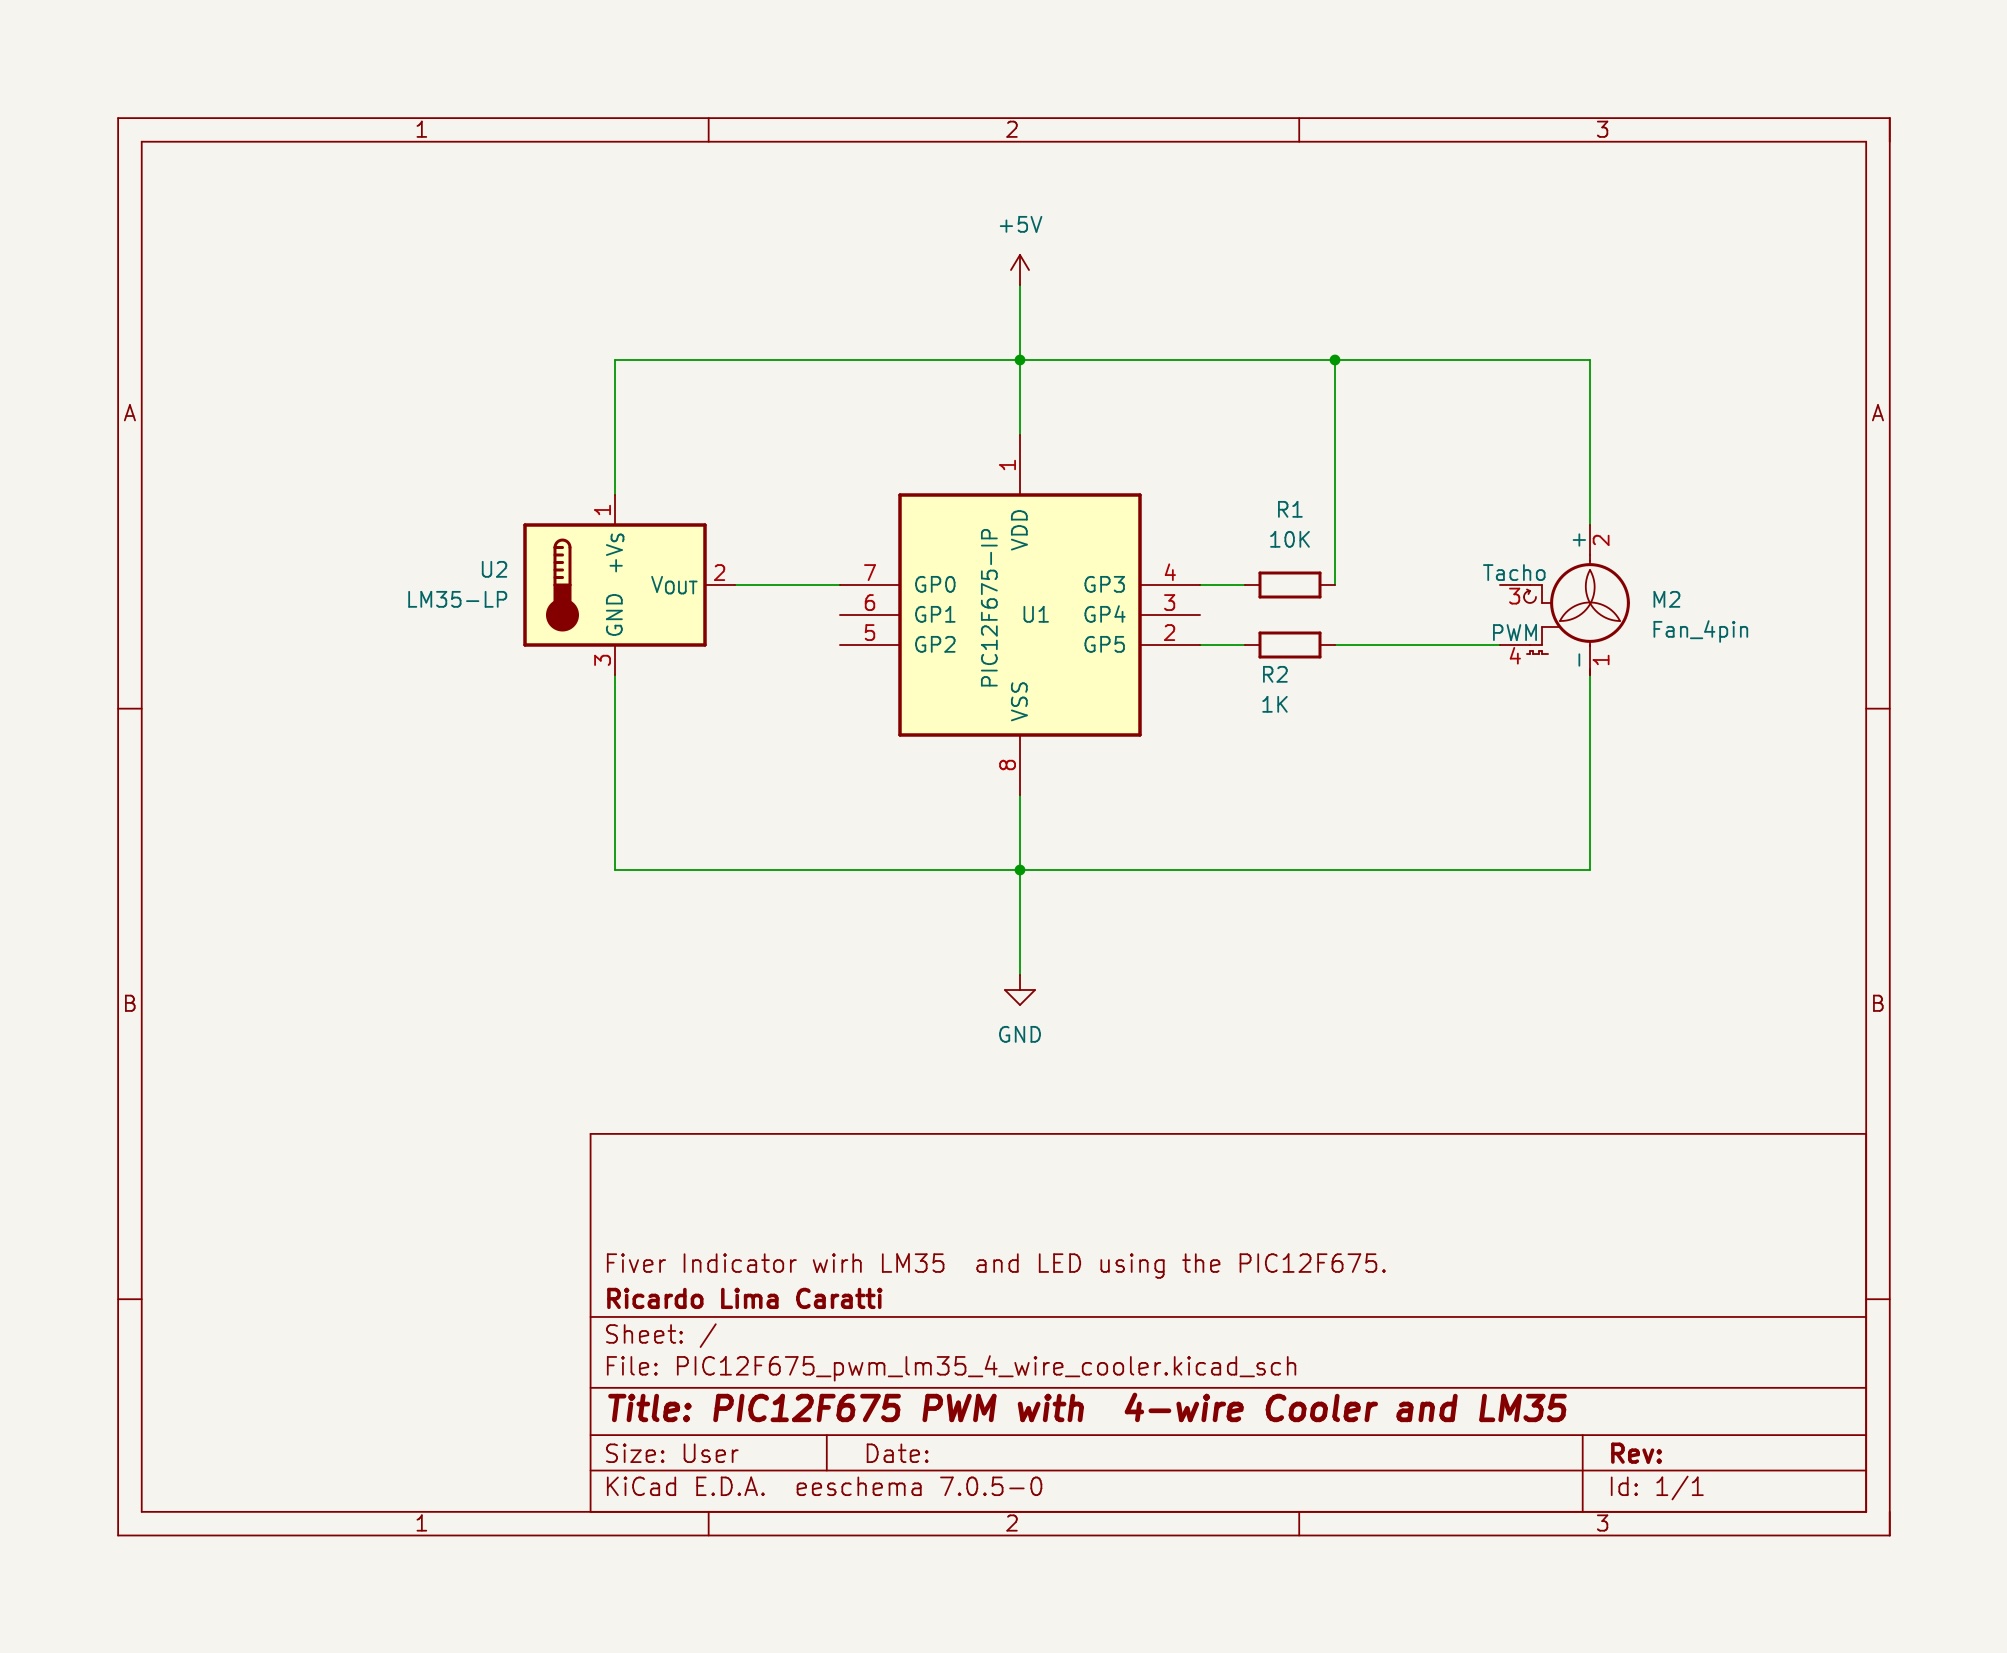 1 2 3
+5V
A A
1
R1
10K
1
VDD
+Vs
U2
LM35-LP
VOUT
2
GND
3
7 GP0
6 GP1
5 GP2
PIC12F675-IP
U1
GP3 4
GP4 3
GP5 2
VSS
8
R2
1K
+ 2
Tacho
3
PWM
4
- 1
M2
Fan_4pin
B B
GND
Fiver Indicator wirh LM35  and LED using the PIC12F675.
Ricardo Lima Caratti
Sheet: /
File: PIC12F675_pwm_lm35_4_wire_cooler.kicad_sch
Title: PIC12F675 PWM with  4-wire Cooler and LM35
Size: User Date: Rev:
KiCad E.D.A.  eeschema 7.0.5-0 Id: 1/1
1 2 3